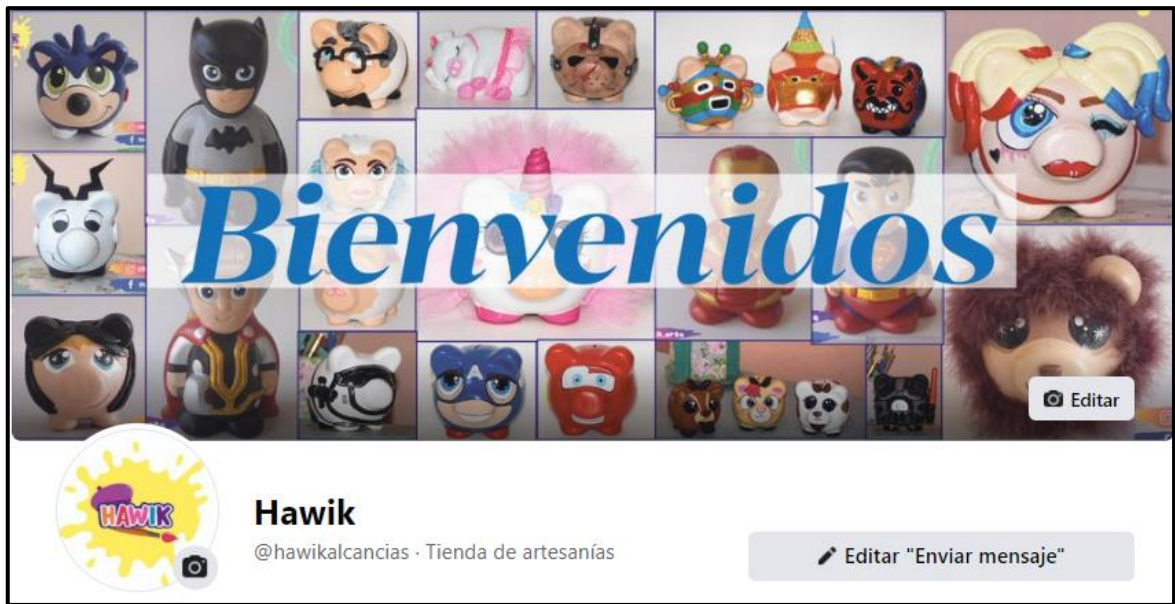 Bienvenidos
Editar
HAWIK
Hawik
@hawikalcancias · Tienda de artesanías
Editar "Enviar mensaje"